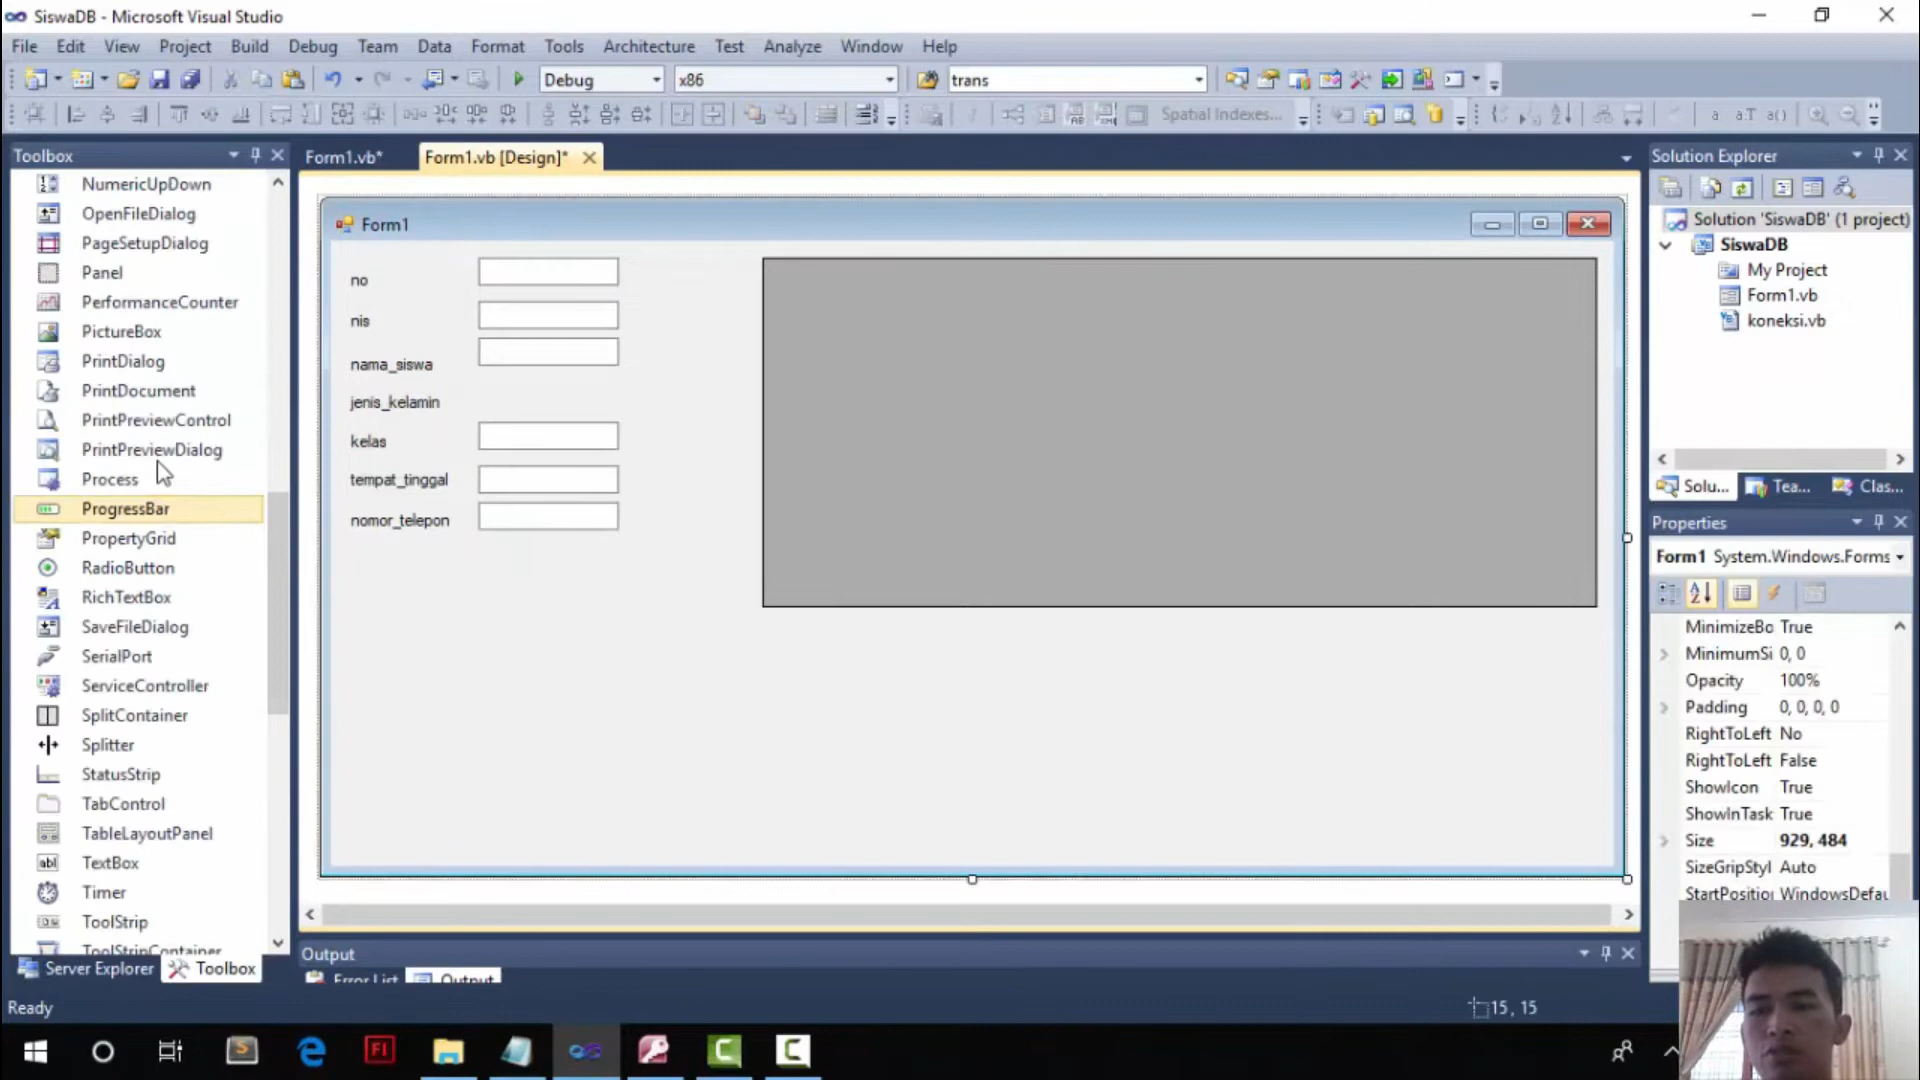 SiswaDB - Microsoft Visual Studio
File Edit View Project Build Debug Team Data Format Tools Architecture Test Analyze Window Help
Debug x86 trans
Spatial Indexes...
Toolbox
NumericUpDown
OpenFileDialog
PageSetupDialog
Panel
PerformanceCounter
PictureBox
PrintDialog
PrintDocument
PrintPreviewControl
PrintPreviewDialog
Process
ProgressBar
PropertyGrid
RadioButton
RichTextBox
SaveFileDialog
SerialPort
ServiceController
SplitContainer
Splitter
StatusStrip
TabControl
TableLayoutPanel
TextBox
Timer
ToolStrip
ToolStripContainer
Server Explorer Toolbox
Form1.vb* Form1.vb [Design]*
Form1
no
nis
nama_siswa
jenis_kelamin
kelas
tempat_tinggal
nomor_telepon
Output
Error List Output
Solution Explorer
Solution 'SiswaDB' (1 project)
SiswaDB
My Project
Form1.vb
koneksi.vb
Solu... Tea... Clas...
Properties
Form1 System.Windows.Forms
MinimizeBo True
MinimumSi 0, 0
Opacity 100%
Padding 0, 0, 0, 0
RightToLeft No
RightToLeft False
ShowIcon True
ShowInTask True
Size 929, 484
SizeGripStyl Auto
StartPosition WindowsDefau
Ready 15, 15